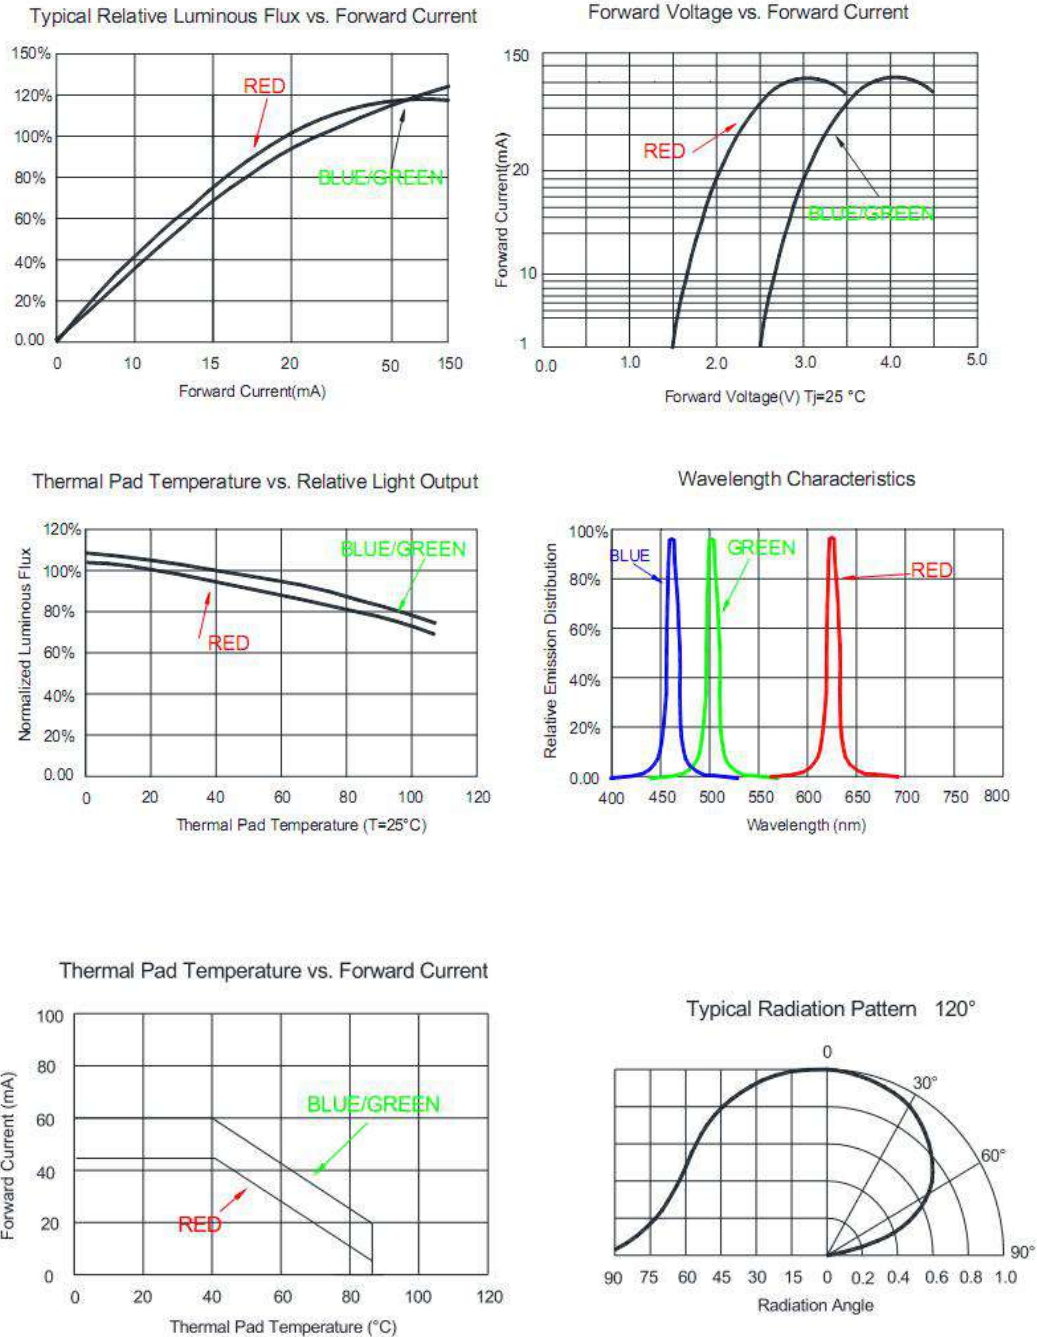 Typical Relative Luminous Flux vs. Forward Current
150%
120%
100%
80%
60%
40%
20%
0.00
RED
BLUE/GREEN
0 10 15 20 50 150
Forward Current(mA)
Forward Voltage vs. Forward Current
Forward Current(mA)
150
20
10
1
RED
BLUE/GREEN
0.0 1.0 2.0 3.0 4.0 5.0
Forward Voltage(V) Tj=25 °C
Thermal Pad Temperature vs. Relative Light Output
Normalized Luminous Flux
120%
100%
80%
60%
40%
20%
0.00
BLUE/GREEN
RED
0 20 40 60 80 100 120
Thermal Pad Temperature (T=25°C)
Wavelength Characteristics
Relative Emission Distribution
100%
80%
60%
40%
20%
0.00
BLUE
GREEN
RED
400 450 500 550 600 650 700 750 800
Wavelength (nm)
Thermal Pad Temperature vs. Forward Current
Forward Current (mA)
100
80
60
40
20
0
BLUE/GREEN
RED
0 20 40 60 80 100 120
Thermal Pad Temperature (°C)
Typical Radiation Pattern 120°
0
30°
60°
90°
90 75 60 45 30 15 0 0.2 0.4 0.6 0.8 1.0
Radiation Angle